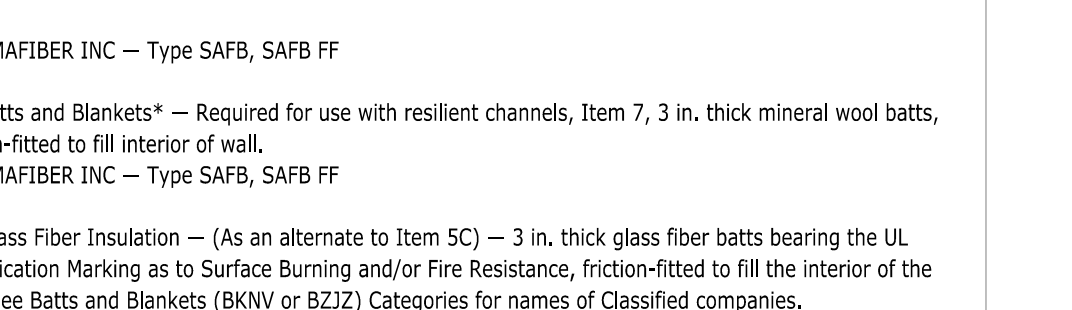 MAFIBER INC — Type SAFB, SAFB FF
tts and Blankets* — Required for use with resilient channels, Item 7, 3 in. thick mineral wool batts,
-fitted to fill interior of wall.
MAFIBER INC — Type SAFB, SAFB FF
ass Fiber Insulation — (As an alternate to Item 5C) — 3 in. thick glass fiber batts bearing the UL
ication Marking as to Surface Burning and/or Fire Resistance, friction-fitted to fill the interior of the
ee Batts and Blankets (BKNV or BZJZ) Categories for names of Classified companies.